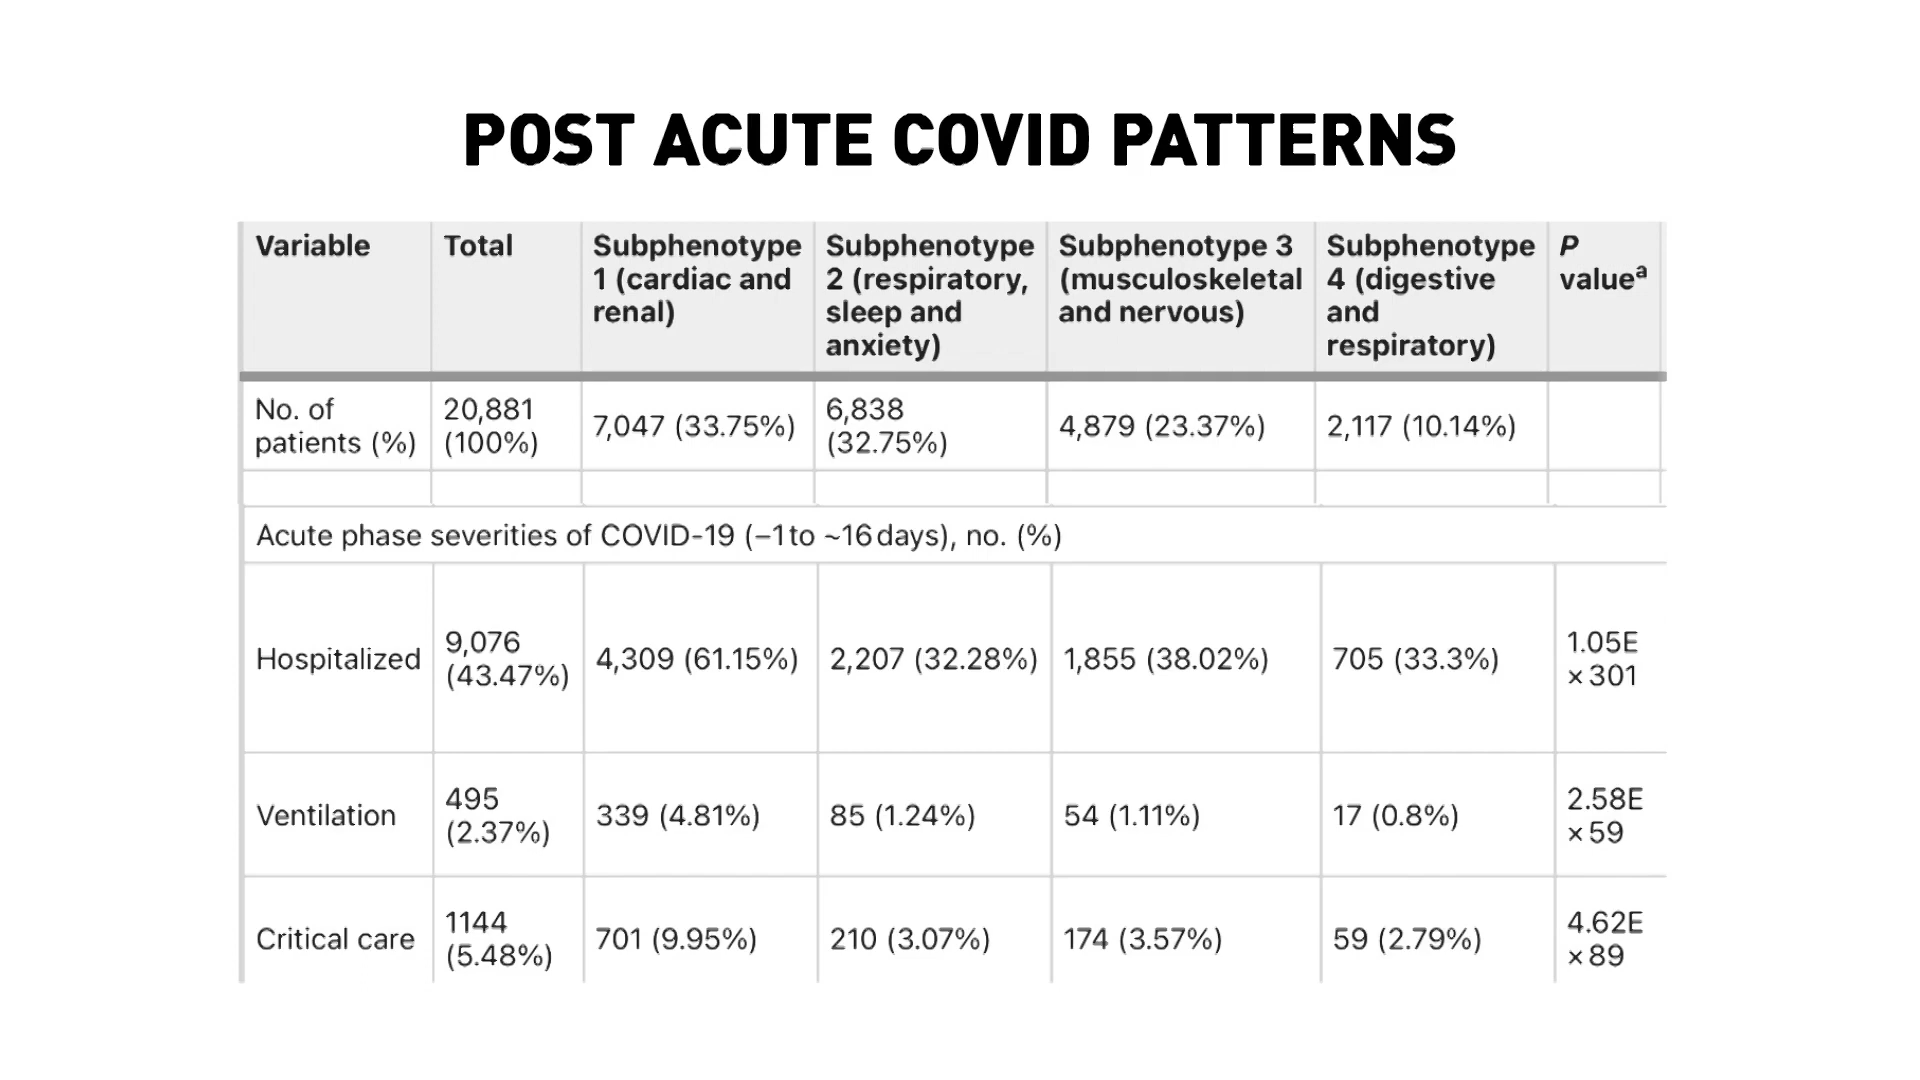 POST ACUTE COVID PATTERNS
Variable
Total
Subphenotype
1 (cardiac and
renal)
Subphenotype
2 (respiratory,
sleep and
anxiety)
Subphenotype 3
(musculoskeletal
and nervous)
Subphenotype
4 (digestive
and
respiratory)
P
valueᵃ
No. of
patients (%)
20,881
(100%)
7,047 (33.75%)
6,838
(32.75%)
4,879 (23.37%)
2,117 (10.14%)
Acute phase severities of COVID-19 (–1 to ~16 days), no. (%)
Hospitalized
9,076
(43.47%)
4,309 (61.15%)
2,207 (32.28%)
1,855 (38.02%)
705 (33.3%)
1.05E
× 301
Ventilation
495
(2.37%)
339 (4.81%)
85 (1.24%)
54 (1.11%)
17 (0.8%)
2.58E
× 59
Critical care
1144
(5.48%)
701 (9.95%)
210 (3.07%)
174 (3.57%)
59 (2.79%)
4.62E
× 89